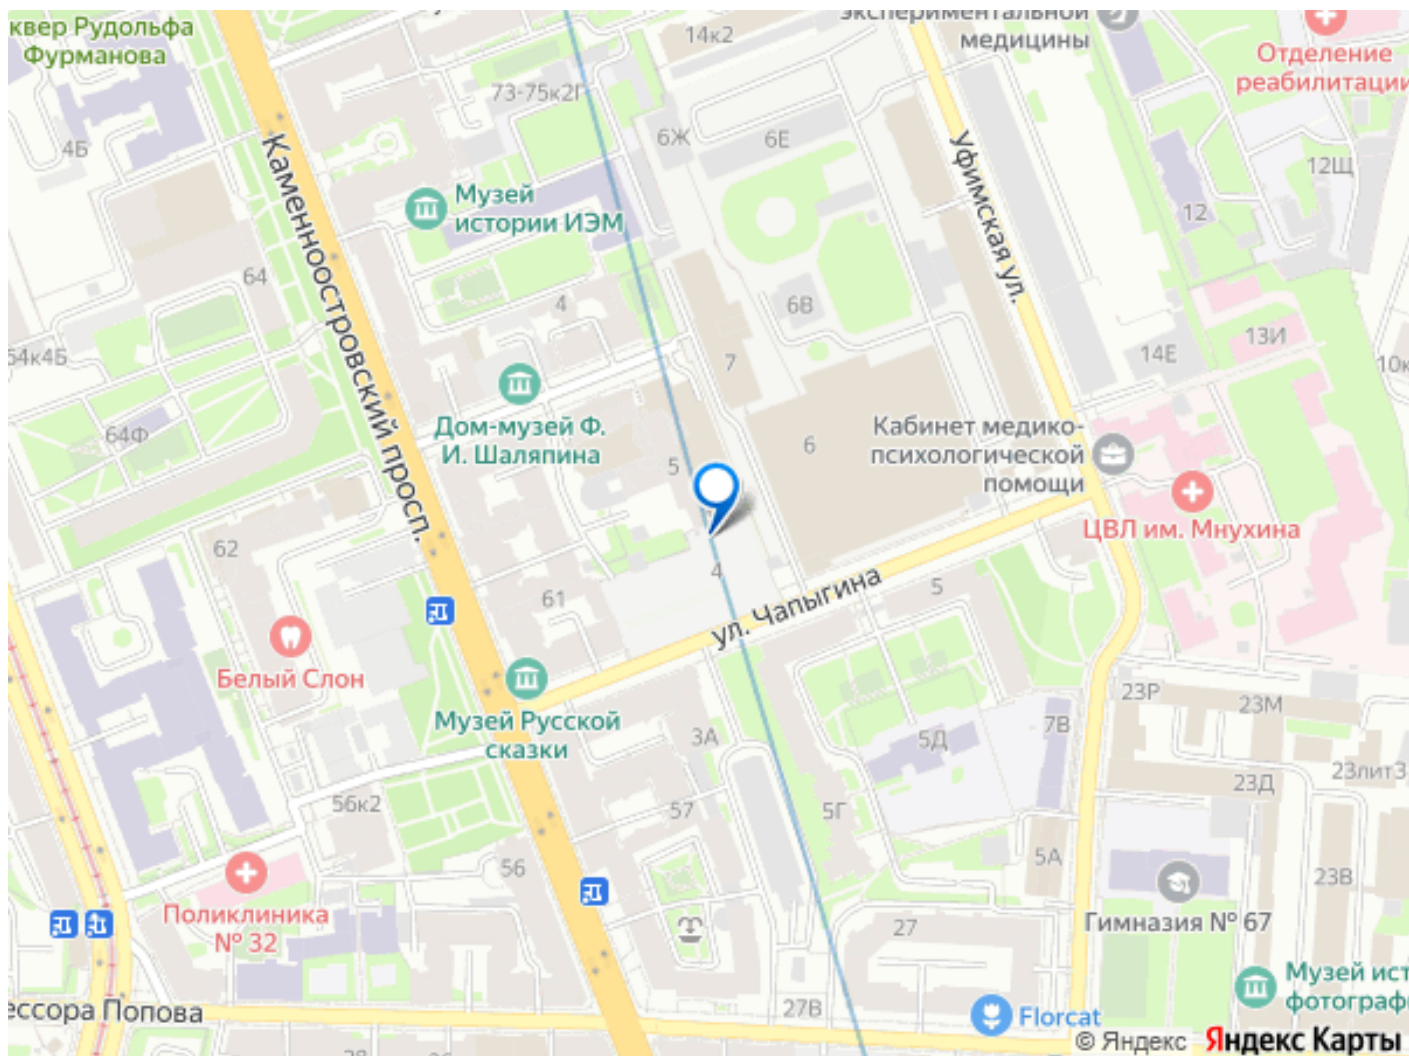 квер Рудольфа
Фурманова
экспериментальной
медицины
Отделение
реабилитации
14к2
73-75к2Г
4Б
6Ж
6Е
12Щ
12
Каменноостровский просп.
Уфимская ул.
Музей
истории ИЭМ
64
4
6В
13И
14Е
54к4Б
10к
7
Дом-музей Ф.
И. Шаляпина
64Ф
5
6
Кабинет медико-
психологической
помощи
ЦВЛ им. Мнухина
62
4
61
ул. Чапыгина
5
Белый Слон
Музей Русской
сказки
23Р
23М
7В
3А
5Д
23лит3
23Д
56к2
57
5Г
5А
56
23В
Поликлиника
№ 32
Гимназия № 67
27
Музей ист
фотограф
ессора Попова
27В
Florcat
© Яндекс Яндекс Карты